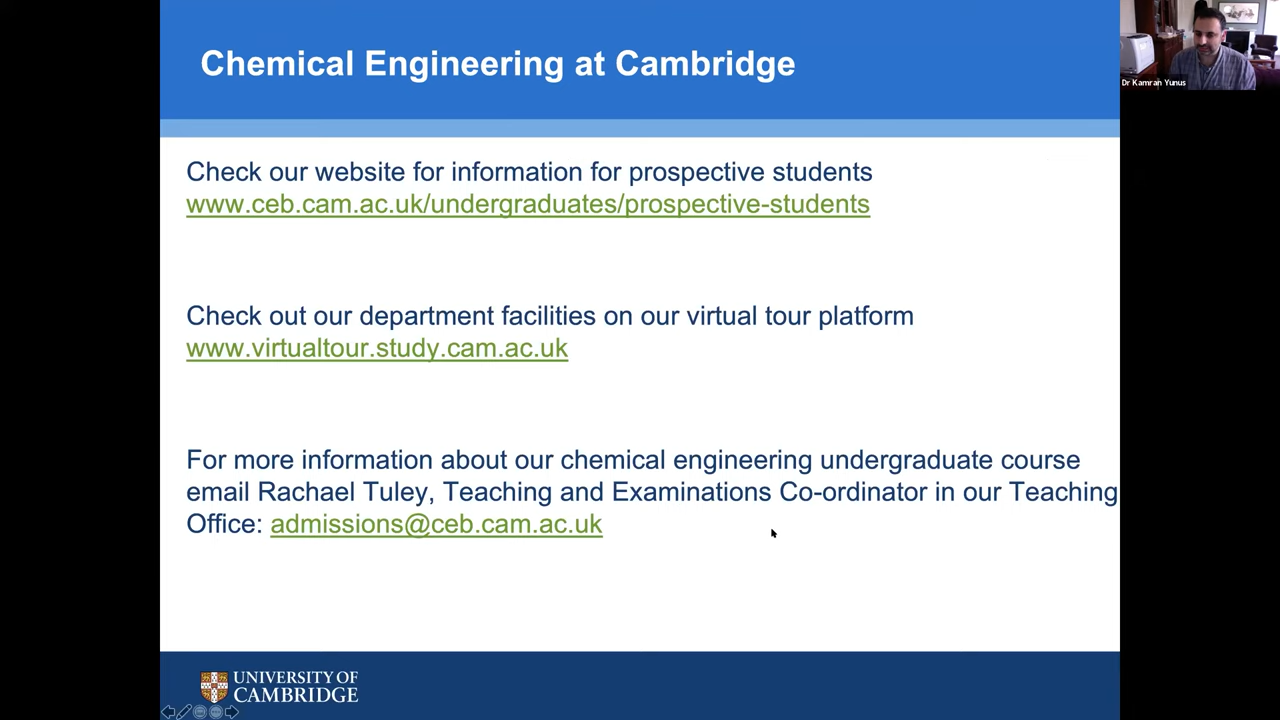 Chemical Engineering at Cambridge
Dr Kamran Yunus
Check our website for information for prospective students
www.ceb.cam.ac.uk/undergraduates/prospective-students
Check out our department facilities on our virtual tour platform
www.virtualtour.study.cam.ac.uk
For more information about our chemical engineering undergraduate course
email Rachael Tuley, Teaching and Examinations Co-ordinator in our Teaching
Office: admissions@ceb.cam.ac.uk
UNIVERSITY OF
CAMBRIDGE